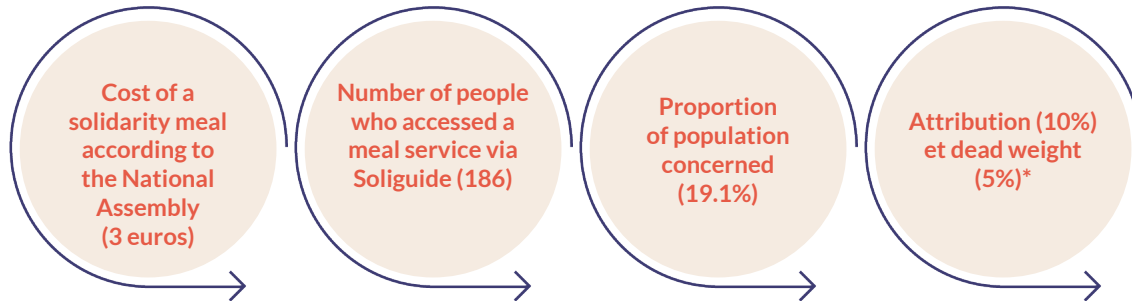 Cost of a
solidarity meal
according to
the National
Assembly
(3 euros)
Number of people
who accessed a
meal service via
Soliguide (186)
Proportion
of population
concerned
(19.1%)
Attribution (10%)
et dead weight
(5%)*